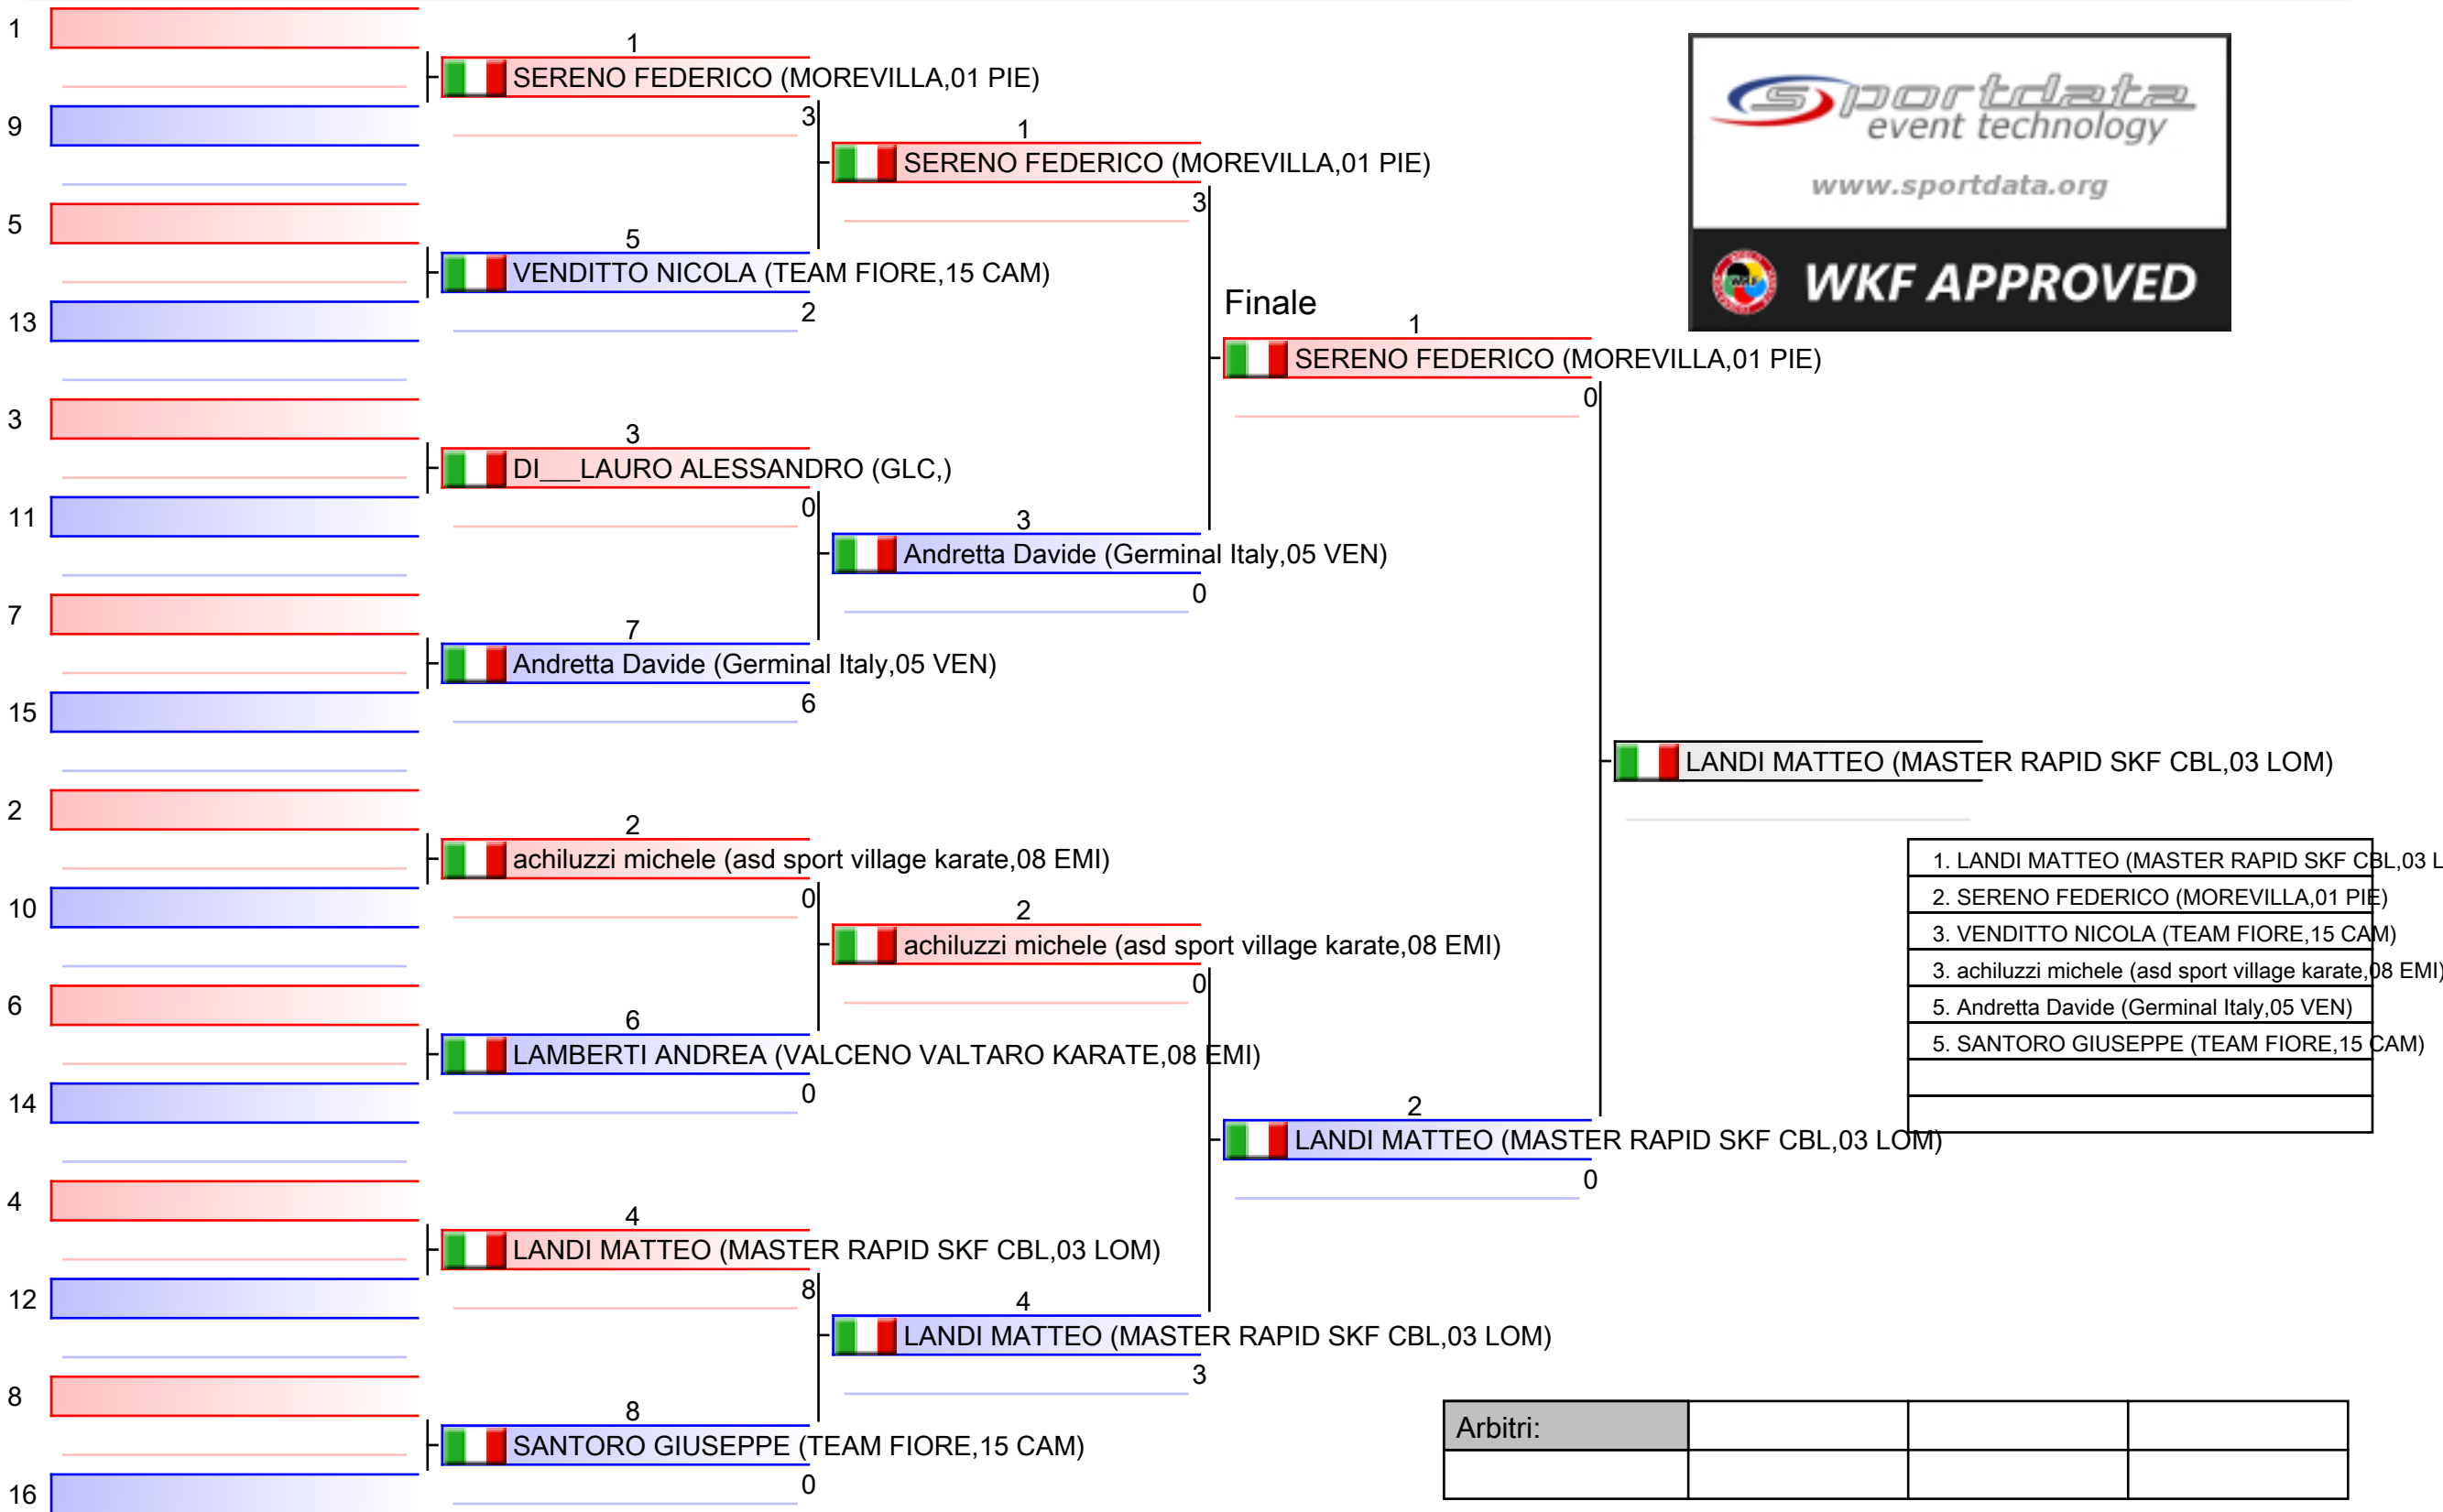 1
9
5
13
3
11
7
15
2
10
6
14
4
12
8
16
1
SERENO FEDERICO (MOREVILLA,01 PIE)
3
5
VENDITTO NICOLA (TEAM FIORE,15 CAM)
2
3
DI___LAURO ALESSANDRO (GLC,)
0
7
Andretta Davide (Germinal Italy,05 VEN)
6
2
achiluzzi michele (asd sport village karate,08 EMI)
0
6
LAMBERTI ANDREA (VALCENO VALTARO KARATE,08 EMI)
0
4
LANDI MATTEO (MASTER RAPID SKF CBL,03 LOM)
8
8
SANTORO GIUSEPPE (TEAM FIORE,15 CAM)
0
1
SERENO FEDERICO (MOREVILLA,01 PIE)
3
3
Andretta Davide (Germinal Italy,05 VEN)
0
2
achiluzzi michele (asd sport village karate,08 EMI)
0
4
LANDI MATTEO (MASTER RAPID SKF CBL,03 LOM)
3
Finale
1
SERENO FEDERICO (MOREVILLA,01 PIE)
0
2
LANDI MATTEO (MASTER RAPID SKF CBL,03 LOM)
0
LANDI MATTEO (MASTER RAPID SKF CBL,03 LOM)
sportdata
event technology
www.sportdata.org
WKF
WKF APPROVED
1. LANDI MATTEO (MASTER RAPID SKF CBL,03 L
2. SERENO FEDERICO (MOREVILLA,01 PIE)
3. VENDITTO NICOLA (TEAM FIORE,15 CAM)
3. achiluzzi michele (asd sport village karate,08 EMI)
5. Andretta Davide (Germinal Italy,05 VEN)
5. SANTORO GIUSEPPE (TEAM FIORE,15 CAM)
Arbitri: